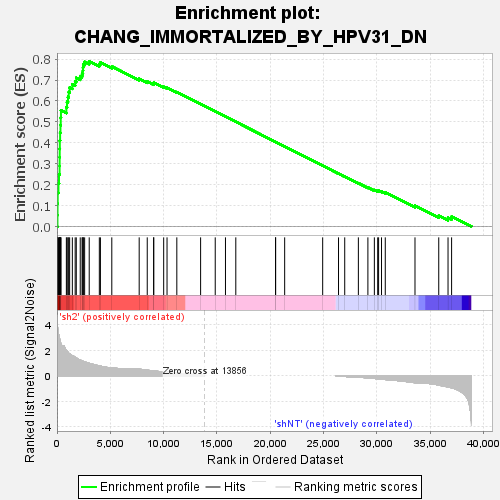 Enrichment plot:
CHANG_IMMORTALIZED_BY_HPV31_DN
Enrichment score (ES)
0.8
0.7
0.6
0.5
0.4
0.3
0.2
0.1
0.0
'sh2' (positively correlated)
Ranked list metric (Signal2Noise)
4
2
0
-2
-4
Zero cross at 13856
'shNT' (negatively correlated)
0 5,000 10,000 15,000 20,000 25,000 30,000 35,000 40,000
Rank in Ordered Dataset
Enrichment profile Hits Ranking metric scores